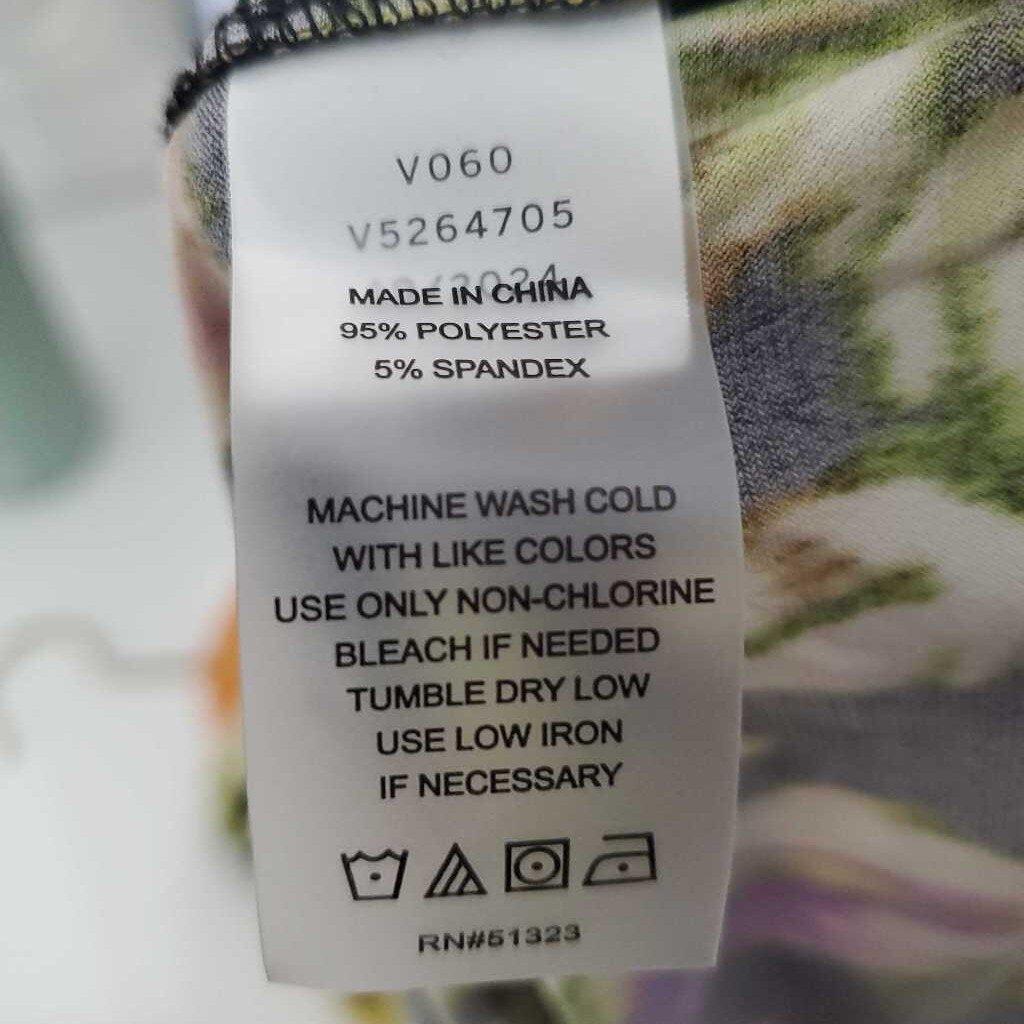 V060
V5264705
MADE IN CHINA
95% POLYESTER
5% SPANDEX
MACHINE WASH COLD
WITH LIKE COLORS
USE ONLY NON-CHLORINE
BLEACH IF NEEDED
TUMBLE DRY LOW
USE LOW IRON
IF NECESSARY
RN#51323